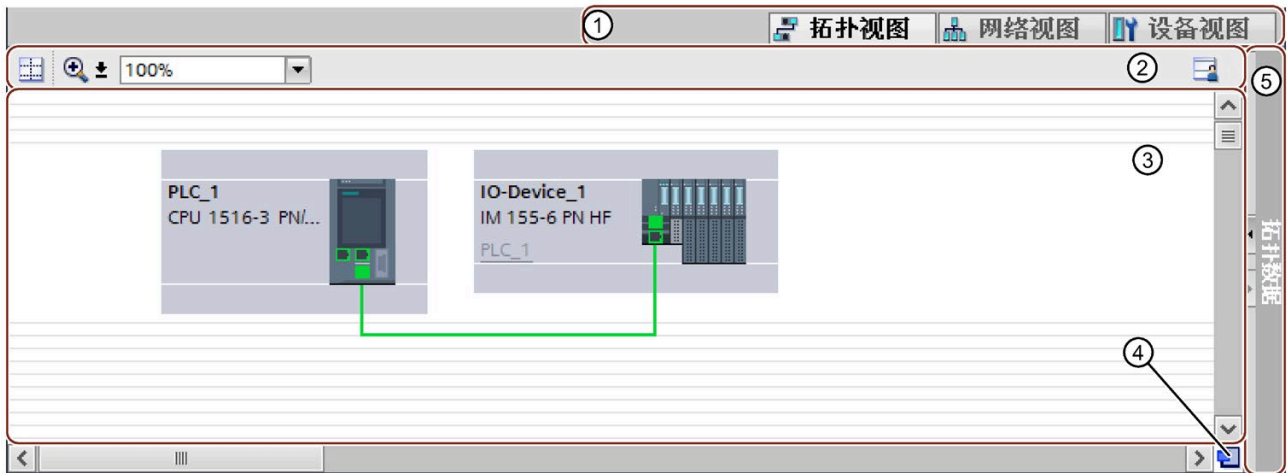 ① 拓扑视图 网络视图 设备视图
100% ② ⑤
③
PLC_1
CPU 1516-3 PN/...
IO-Device_1
IM 155-6 PN HF
PLC_1
拓扑数据
④